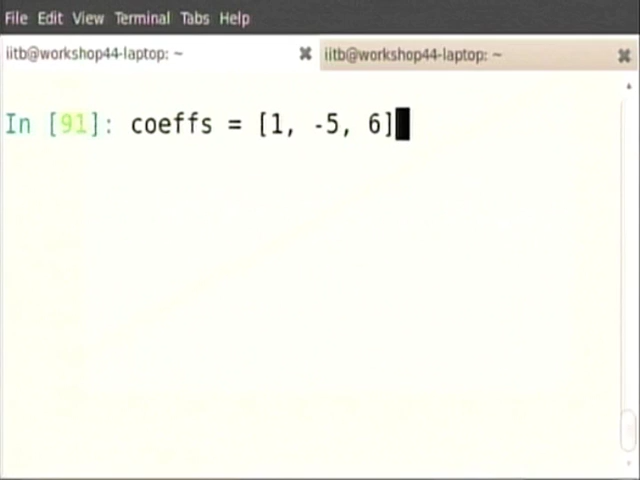 File Edit View Terminal Tabs Help
iitb@workshop44-laptop: ~ ✖ iitb@workshop44-laptop: ~ ✖
In [91]: coeffs = [1, -5, 6]